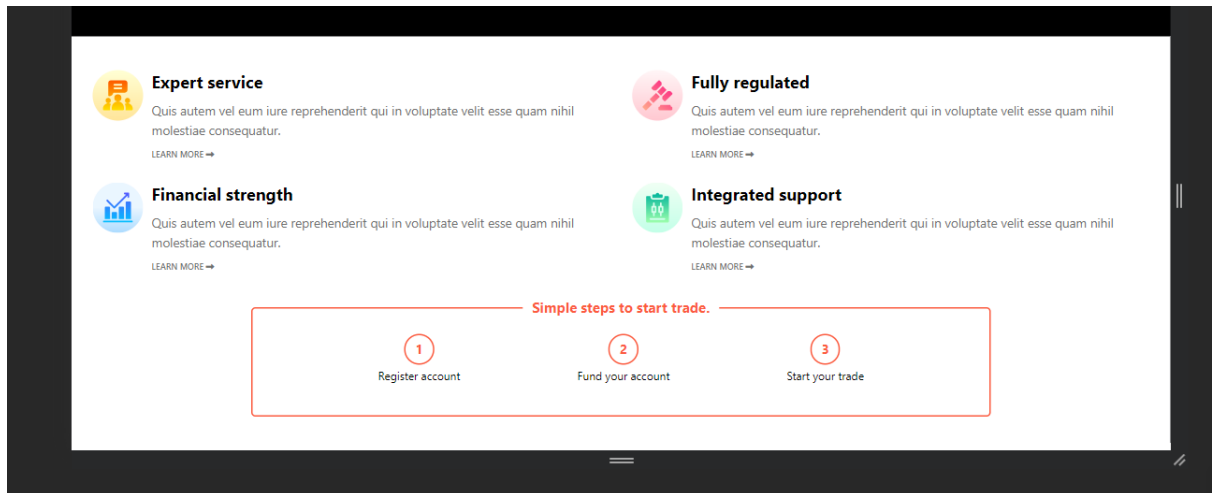 Expert service
Quis autem vel eum iure reprehenderit qui in voluptate velit esse quam nihil
molestiae consequatur.
LEARN MORE ➞
Fully regulated
Quis autem vel eum iure reprehenderit qui in voluptate velit esse quam nihil
molestiae consequatur.
LEARN MORE ➞
Financial strength
Quis autem vel eum iure reprehenderit qui in voluptate velit esse quam nihil
molestiae consequatur.
LEARN MORE ➞
Integrated support
Quis autem vel eum iure reprehenderit qui in voluptate velit esse quam nihil
molestiae consequatur.
LEARN MORE ➞
Simple steps to start trade.
1
Register account
2
Fund your account
3
Start your trade